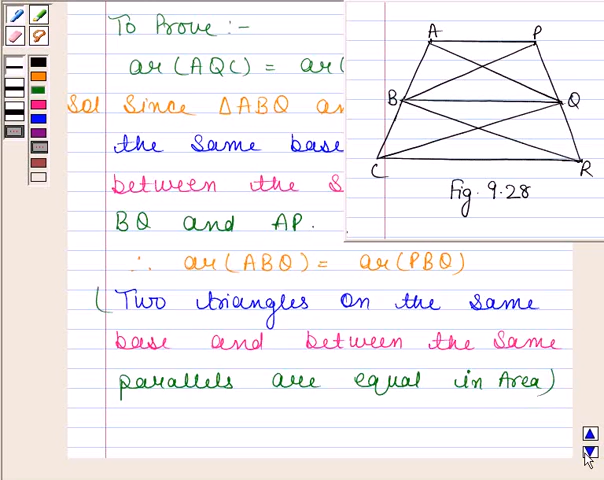 To Prove :-
ar (AQC) = ar(
Sol Since △ABQ an
the same base
between the s
BQ and AP.
∴ ar(ABQ) = ar(PBQ)
(Two triangles on the same
base and between the same
parallels are equal in Area)
A P
B Q
C R
Fig. 9.28